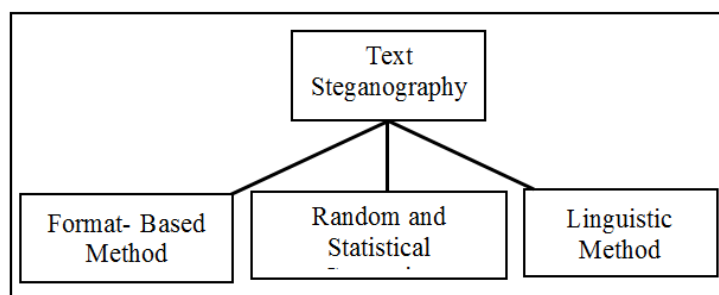 Text
Steganography
Format- Based
Method
Random and
Statistical
Linguistic
Method